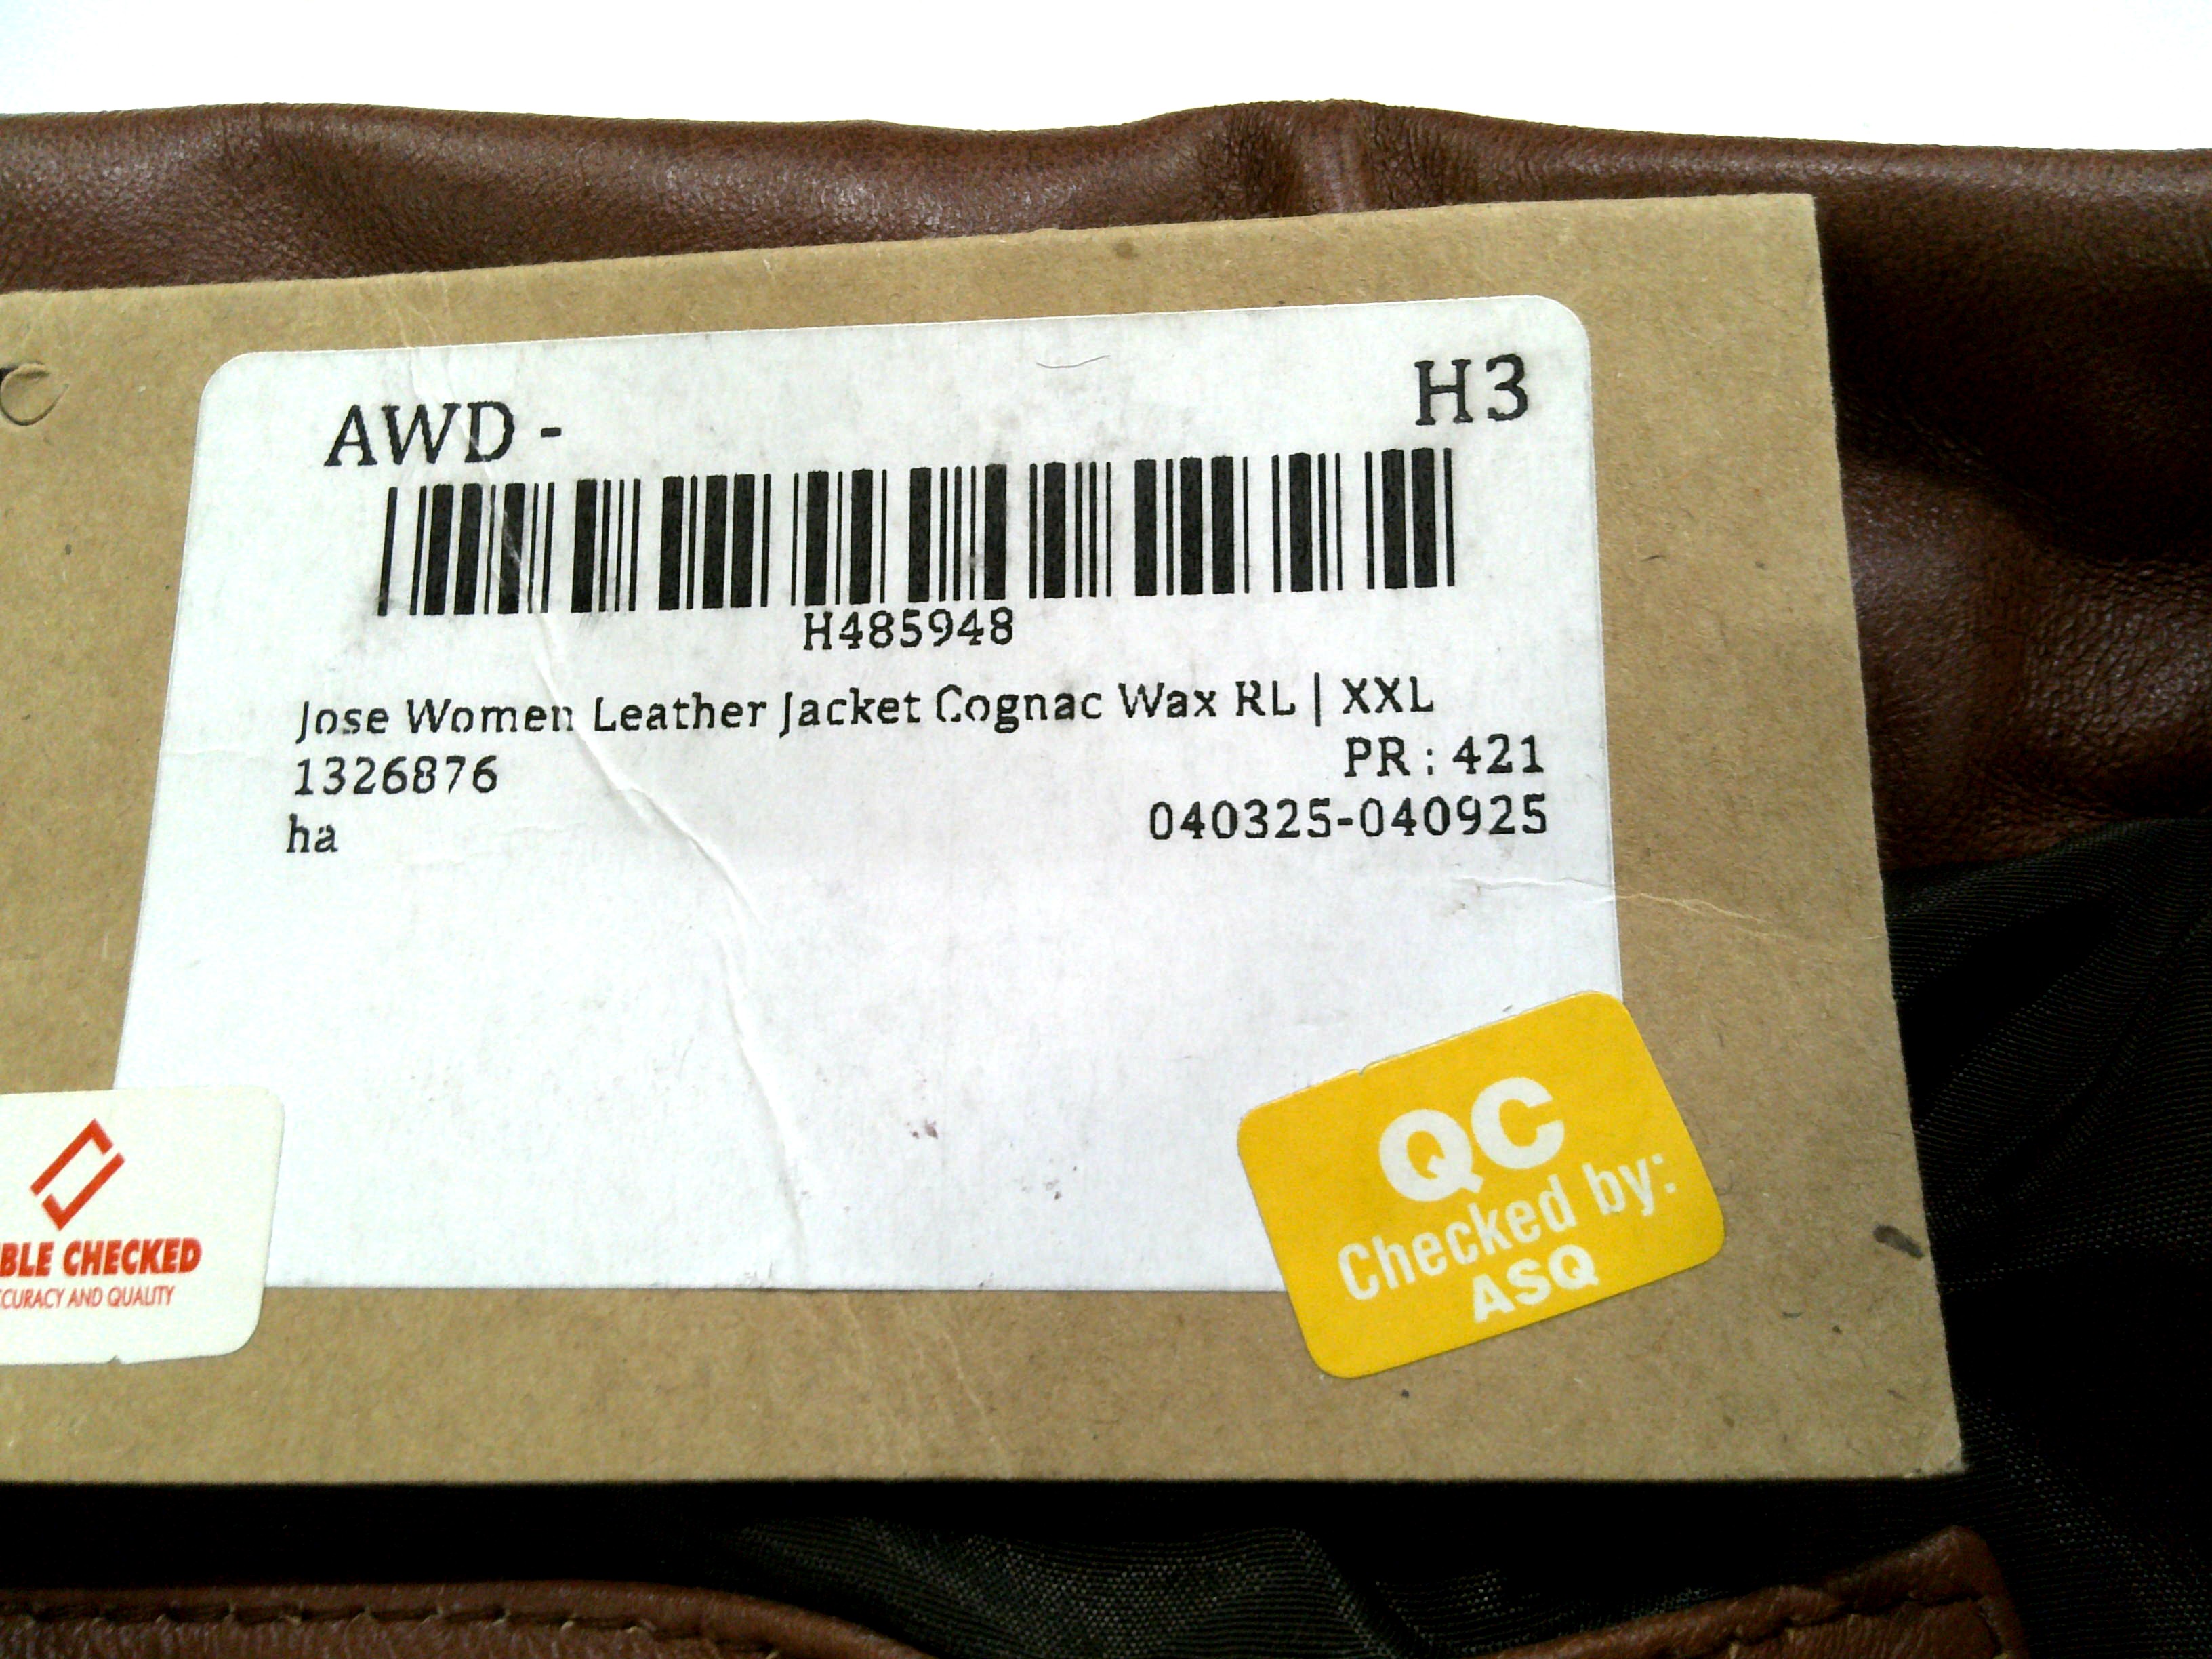 AWD - H3
H485948
Jose Women Leather Jacket Cognac Wax RL | XXL
1326876 PR : 421
ha 040325-040925
QC
Checked by:
ASQ
BLE CHECKED
CURACY AND QUALITY